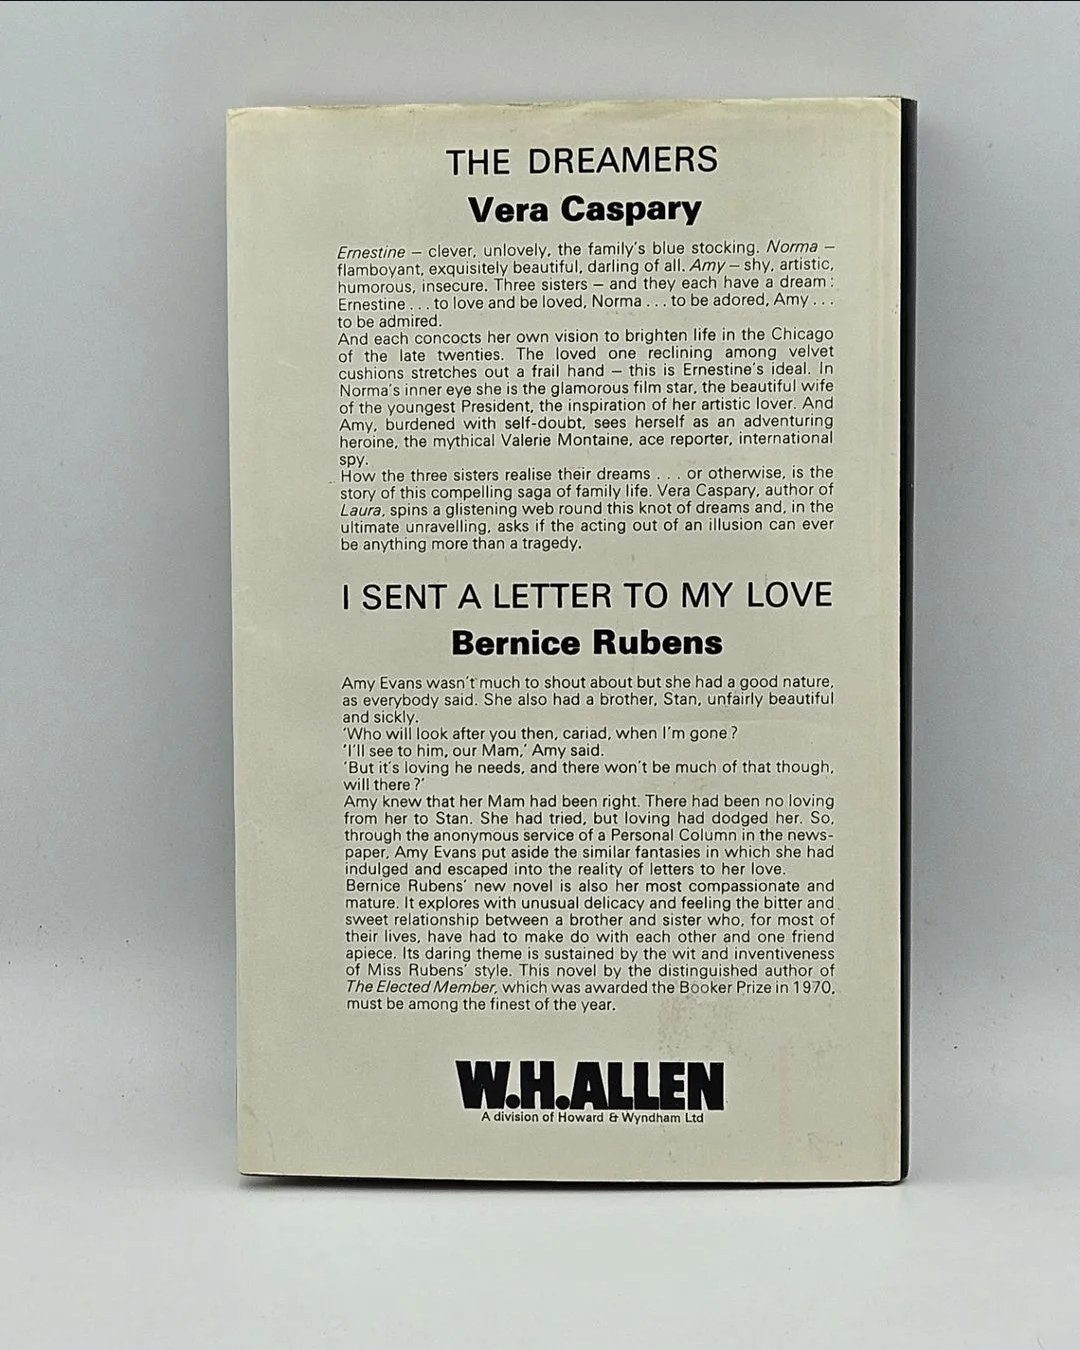 THE DREAMERS
Vera Caspary
Ernestine – clever, unlovely, the family's blue stocking. Norma –
flamboyant, exquisitely beautiful, darling of all. Amy – shy, artistic,
humorous, insecure. Three sisters – and they each have a dream :
Ernestine . . . to love and be loved, Norma . . . to be adored, Amy . . .
to be admired.
And each concocts her own vision to brighten life in the Chicago
of the late twenties. The loved one reclining among velvet
cushions stretches out a frail hand – this is Ernestine's ideal. In
Norma's inner eye she is the glamorous film star, the beautiful wife
of the youngest President, the inspiration of her artistic lover. And
Amy, burdened with self-doubt, sees herself as an adventuring
heroine, the mythical Valerie Montaine, ace reporter, international
spy.
How the three sisters realise their dreams . . . or otherwise, is the
story of this compelling saga of family life. Vera Caspary, author of
Laura, spins a glistening web round this knot of dreams and, in the
ultimate unravelling, asks if the acting out of an illusion can ever
be anything more than a tragedy.
I SENT A LETTER TO MY LOVE
Bernice Rubens
Amy Evans wasn't much to shout about but she had a good nature,
as everybody said. She also had a brother, Stan, unfairly beautiful
and sickly.
'Who will look after you then, cariad, when I'm gone ?
'I'll see to him, our Mam,' Amy said.
'But it's loving he needs, and there won't be much of that though,
will there ?'
Amy knew that her Mam had been right. There had been no loving
from her to Stan. She had tried, but loving had dodged her. So,
through the anonymous service of a Personal Column in the news-
paper, Amy Evans put aside the similar fantasies in which she had
indulged and escaped into the reality of letters to her love.
Bernice Rubens' new novel is also her most compassionate and
mature. It explores with unusual delicacy and feeling the bitter and
sweet relationship between a brother and sister who, for most of
their lives, have had to make do with each other and one friend
apiece. Its daring theme is sustained by the wit and inventiveness
of Miss Rubens' style. This novel by the distinguished author of
The Elected Member, which was awarded the Booker Prize in 1970,
must be among the finest of the year.
W.H.ALLEN
A division of Howard & Wyndham Ltd